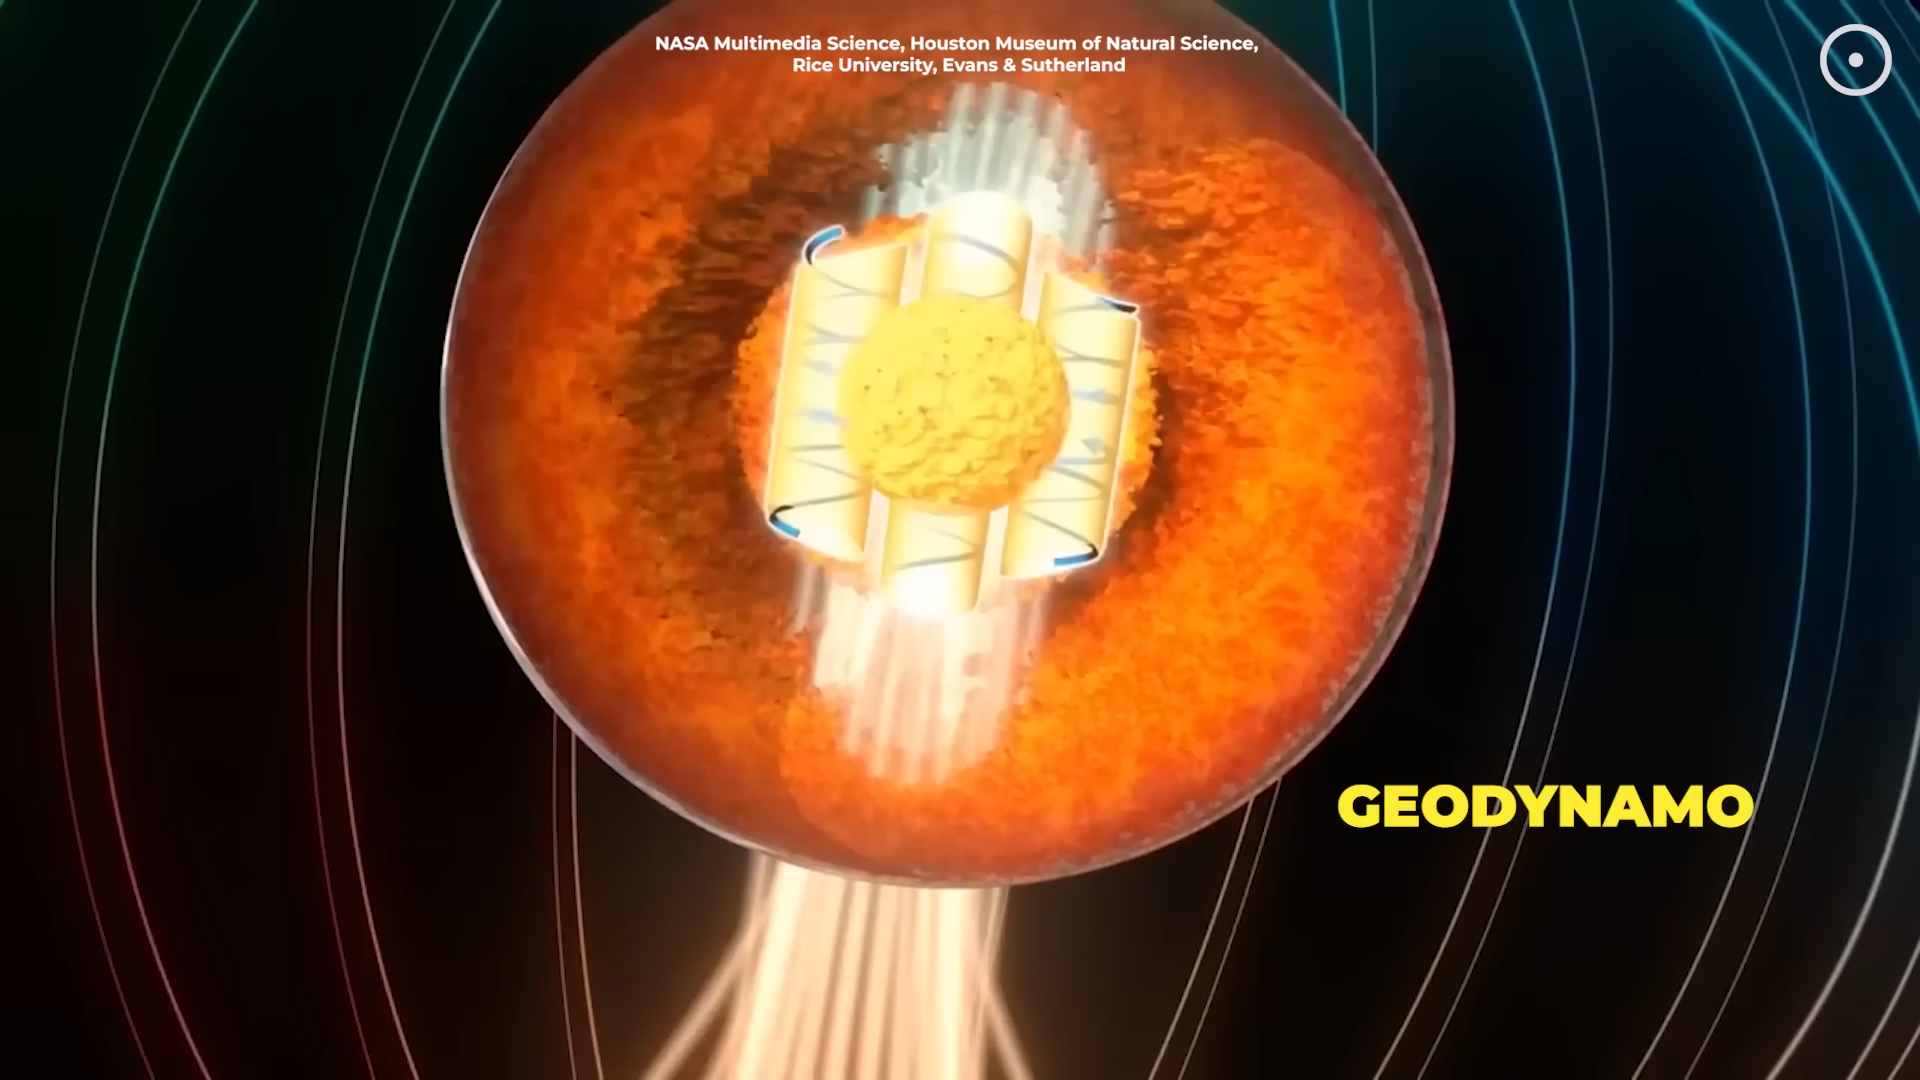 NASA Multimedia Science, Houston Museum of Natural Science,
Rice University, Evans & Sutherland
GEODYNAMO